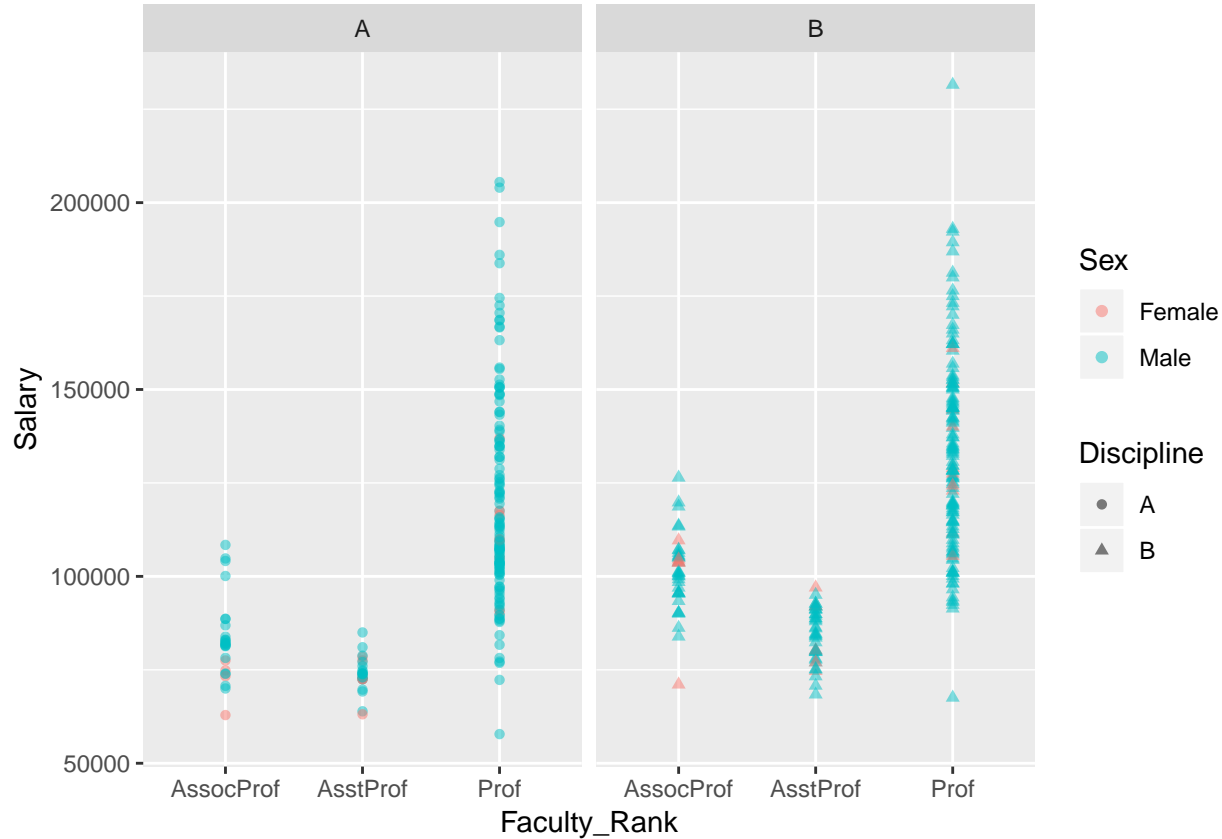 A
B
200000
150000
100000
50000
Salary
AssocProf AsstProf Prof
AssocProf AsstProf Prof
Faculty_Rank
Sex
Female
Male
Discipline
A
B